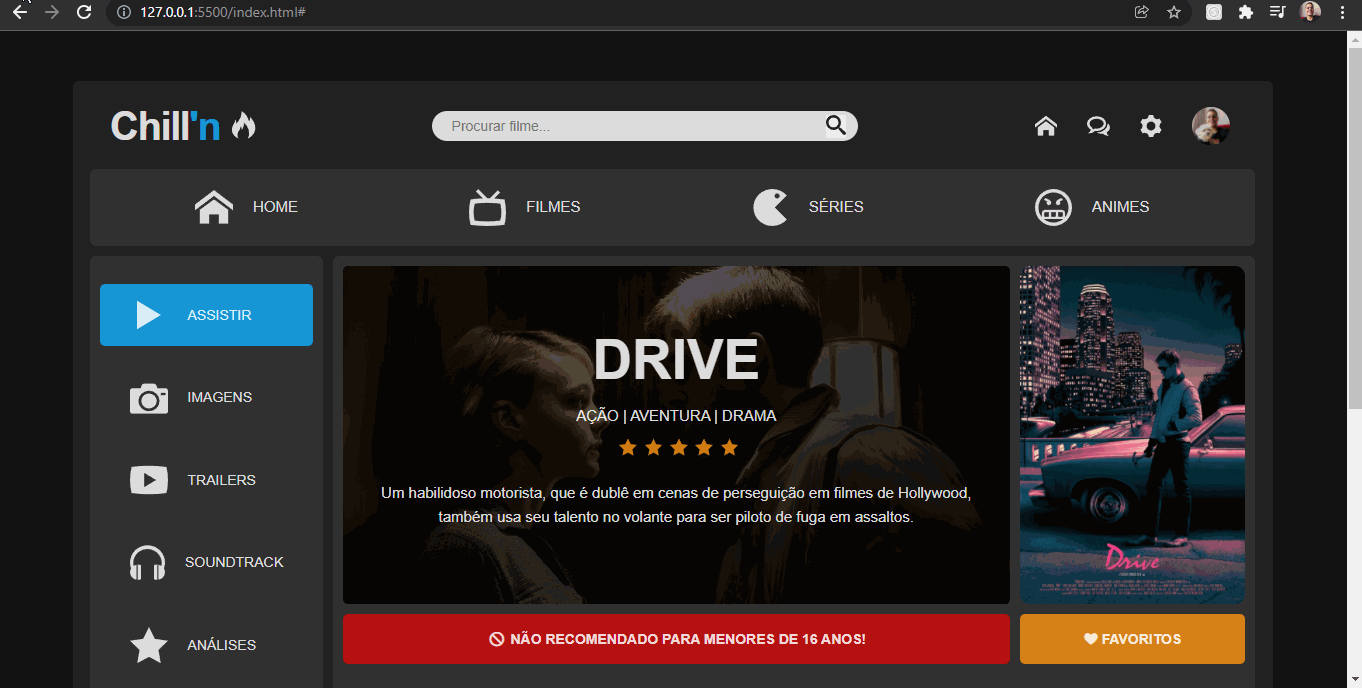 127.0.0.1:5500/index.html#
Chill'n
Procurar filme...
HOME
FILMES
SÉRIES
ANIMES
ASSISTIR
IMAGENS
TRAILERS
SOUNDTRACK
ANÁLISES
DRIVE
AÇÃO | AVENTURA | DRAMA
Um habilidoso motorista, que é dublê em cenas de perseguição em filmes de Hollywood,
também usa seu talento no volante para ser piloto de fuga em assaltos.
Drive
NÃO RECOMENDADO PARA MENORES DE 16 ANOS!
FAVORITOS